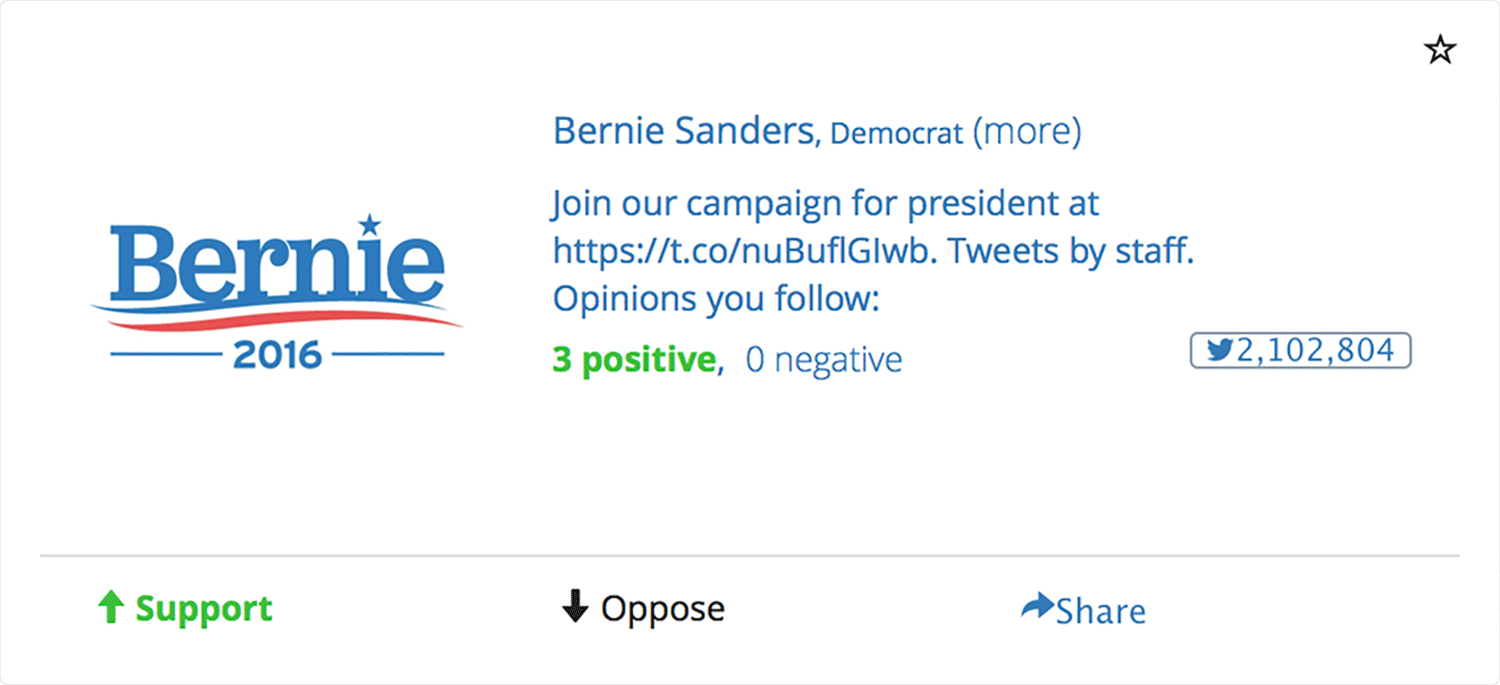 Bernie Sanders, Democrat (more)
Join our campaign for president at
https://t.co/nuBuflGIwb. Tweets by staff.
Opinions you follow:
3 positive, 0 negative
2,102,804
Bernie
2016
Support
Oppose
Share